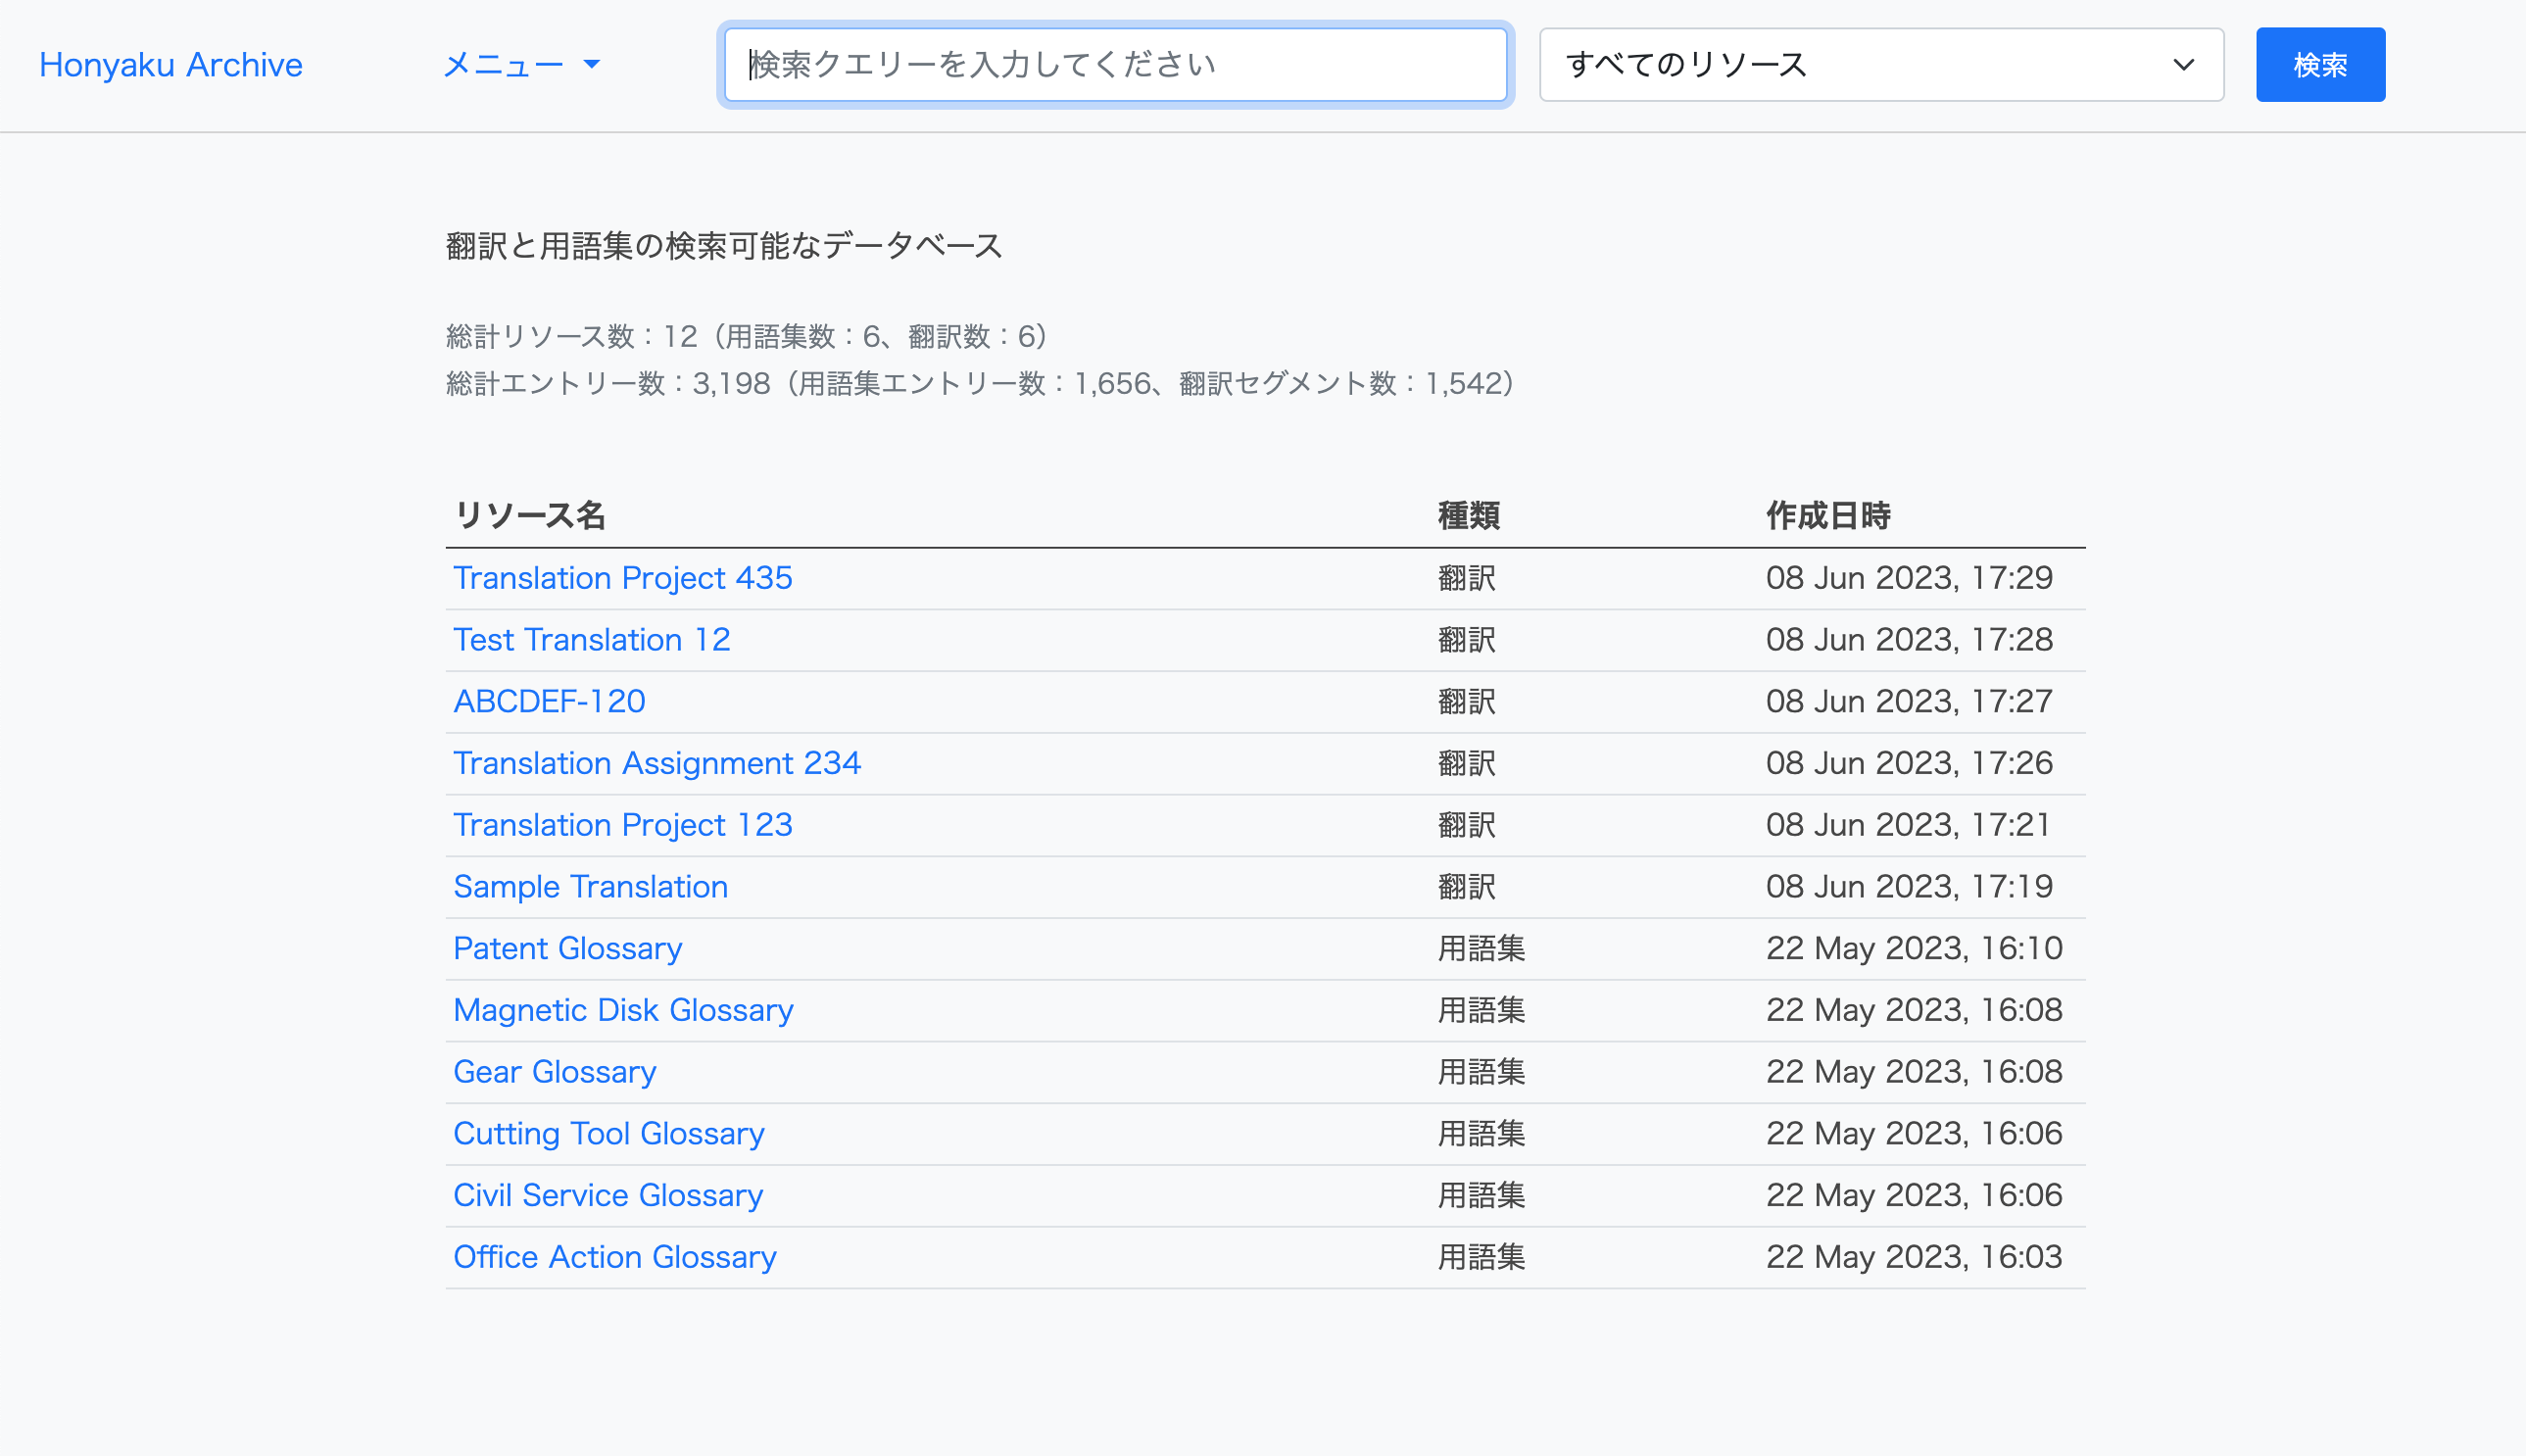 Honyaku Archive メニュー 検索クエリーを入力してください すべてのリソース 検索
翻訳と用語集の検索可能なデータベース
総計リソース数：12（用語集数：6、翻訳数：6）
総計エントリー数：3,198（用語集エントリー数：1,656、翻訳セグメント数：1,542）
リソース名 種類 作成日時
Translation Project 435 翻訳 08 Jun 2023, 17:29
Test Translation 12 翻訳 08 Jun 2023, 17:28
ABCDEF-120 翻訳 08 Jun 2023, 17:27
Translation Assignment 234 翻訳 08 Jun 2023, 17:26
Translation Project 123 翻訳 08 Jun 2023, 17:21
Sample Translation 翻訳 08 Jun 2023, 17:19
Patent Glossary 用語集 22 May 2023, 16:10
Magnetic Disk Glossary 用語集 22 May 2023, 16:08
Gear Glossary 用語集 22 May 2023, 16:08
Cutting Tool Glossary 用語集 22 May 2023, 16:06
Civil Service Glossary 用語集 22 May 2023, 16:06
Office Action Glossary 用語集 22 May 2023, 16:03